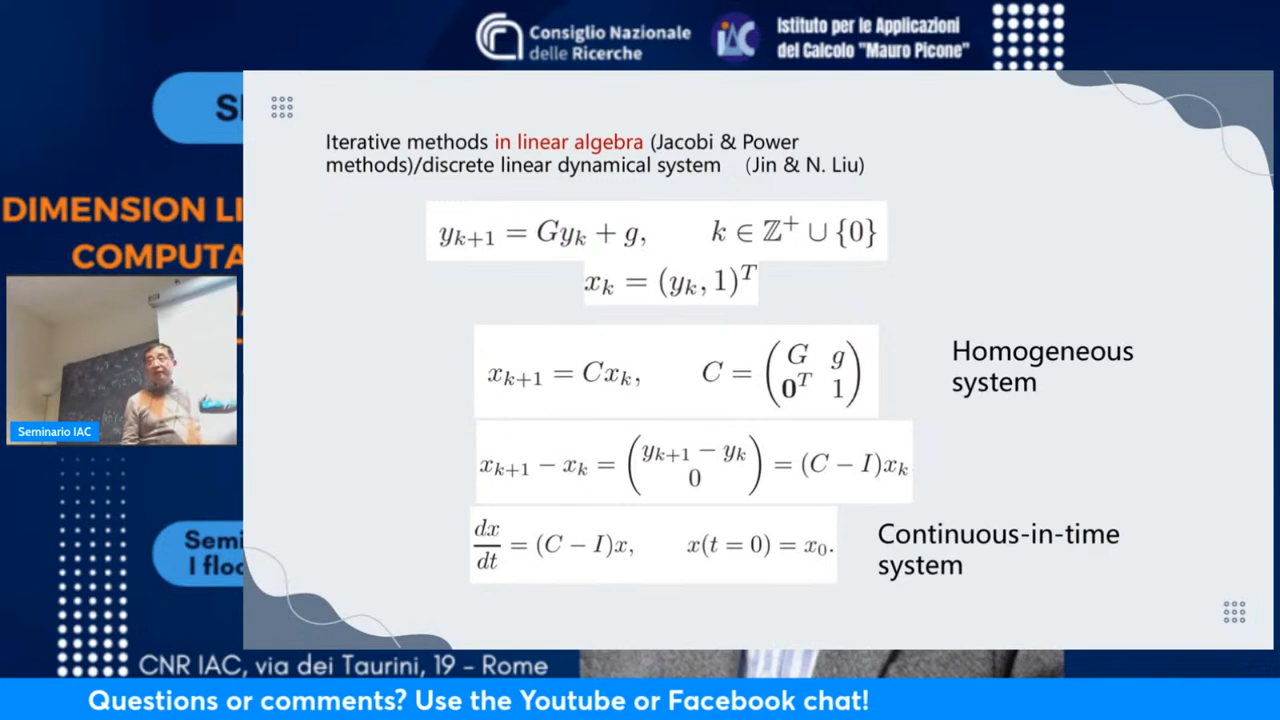 Consiglio Nazionale
delle Ricerche
IAC
Istituto per le Applicazioni
del Calcolo "Mauro Picone"
DIMENSION LI
COMPUTA
Seminario IAC
Semi
I floc
Iterative methods in linear algebra (Jacobi & Power
methods)/discrete linear dynamical system (Jin & N. Liu)
y_{k+1} = Gy_k + g, k ∈ ℤ^+ ∪ {0}
x_k = (y_k, 1)^T
x_{k+1} = Cx_k, C = ( G g ; 0^T 1 )
Homogeneous
system
x_{k+1} − x_k = ( y_{k+1} − y_k ; 0 ) = (C − I)x_k
dx/dt = (C − I)x, x(t = 0) = x_0.
Continuous-in-time
system
CNR IAC, via dei Taurini, 19 – Rome
Questions or comments? Use the Youtube or Facebook chat!